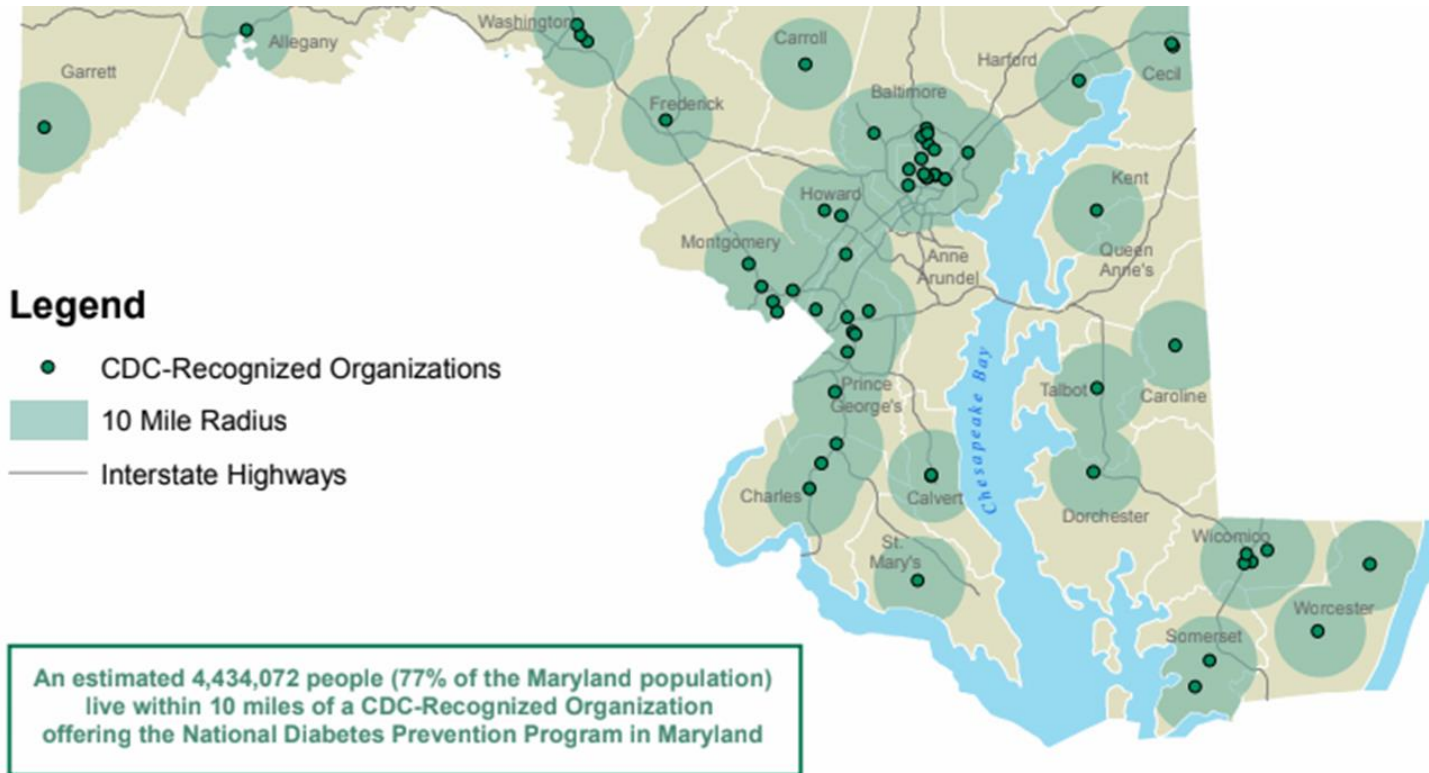 Washington
Allegany
Garrett
Carroll
Harford
Cecil
Baltimore
Frederick
Kent
Howard
Montgomery
Queen
Anne's
Anne
Arundel
Legend
CDC-Recognized Organizations
10 Mile Radius
Interstate Highways
Chesapeake Bay
Talbot
Caroline
Prince
George's
Charles
Calvert
Dorchester
St.
Mary's
Wicomico
Worcester
Somerset
An estimated 4,434,072 people (77% of the Maryland population)
live within 10 miles of a CDC-Recognized Organization
offering the National Diabetes Prevention Program in Maryland